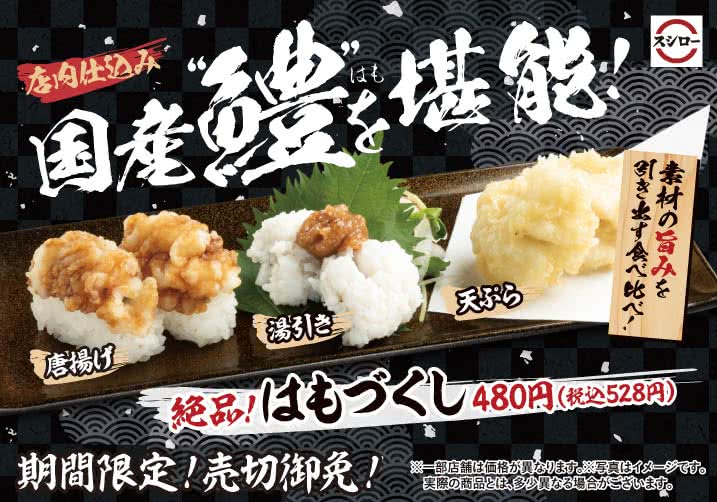 スシロー
店内仕込み
国産“鱧”を堪能！
はも
素材の旨みを
引き出す食べ比べ！
唐揚げ
湯引き
天ぷら
絶品！はもづくし 480円(税込528円)
期間限定！売切御免！
※一部店舗は価格が異なります。※写真はイメージです。
実際の商品とは、多少異なる場合がございます。